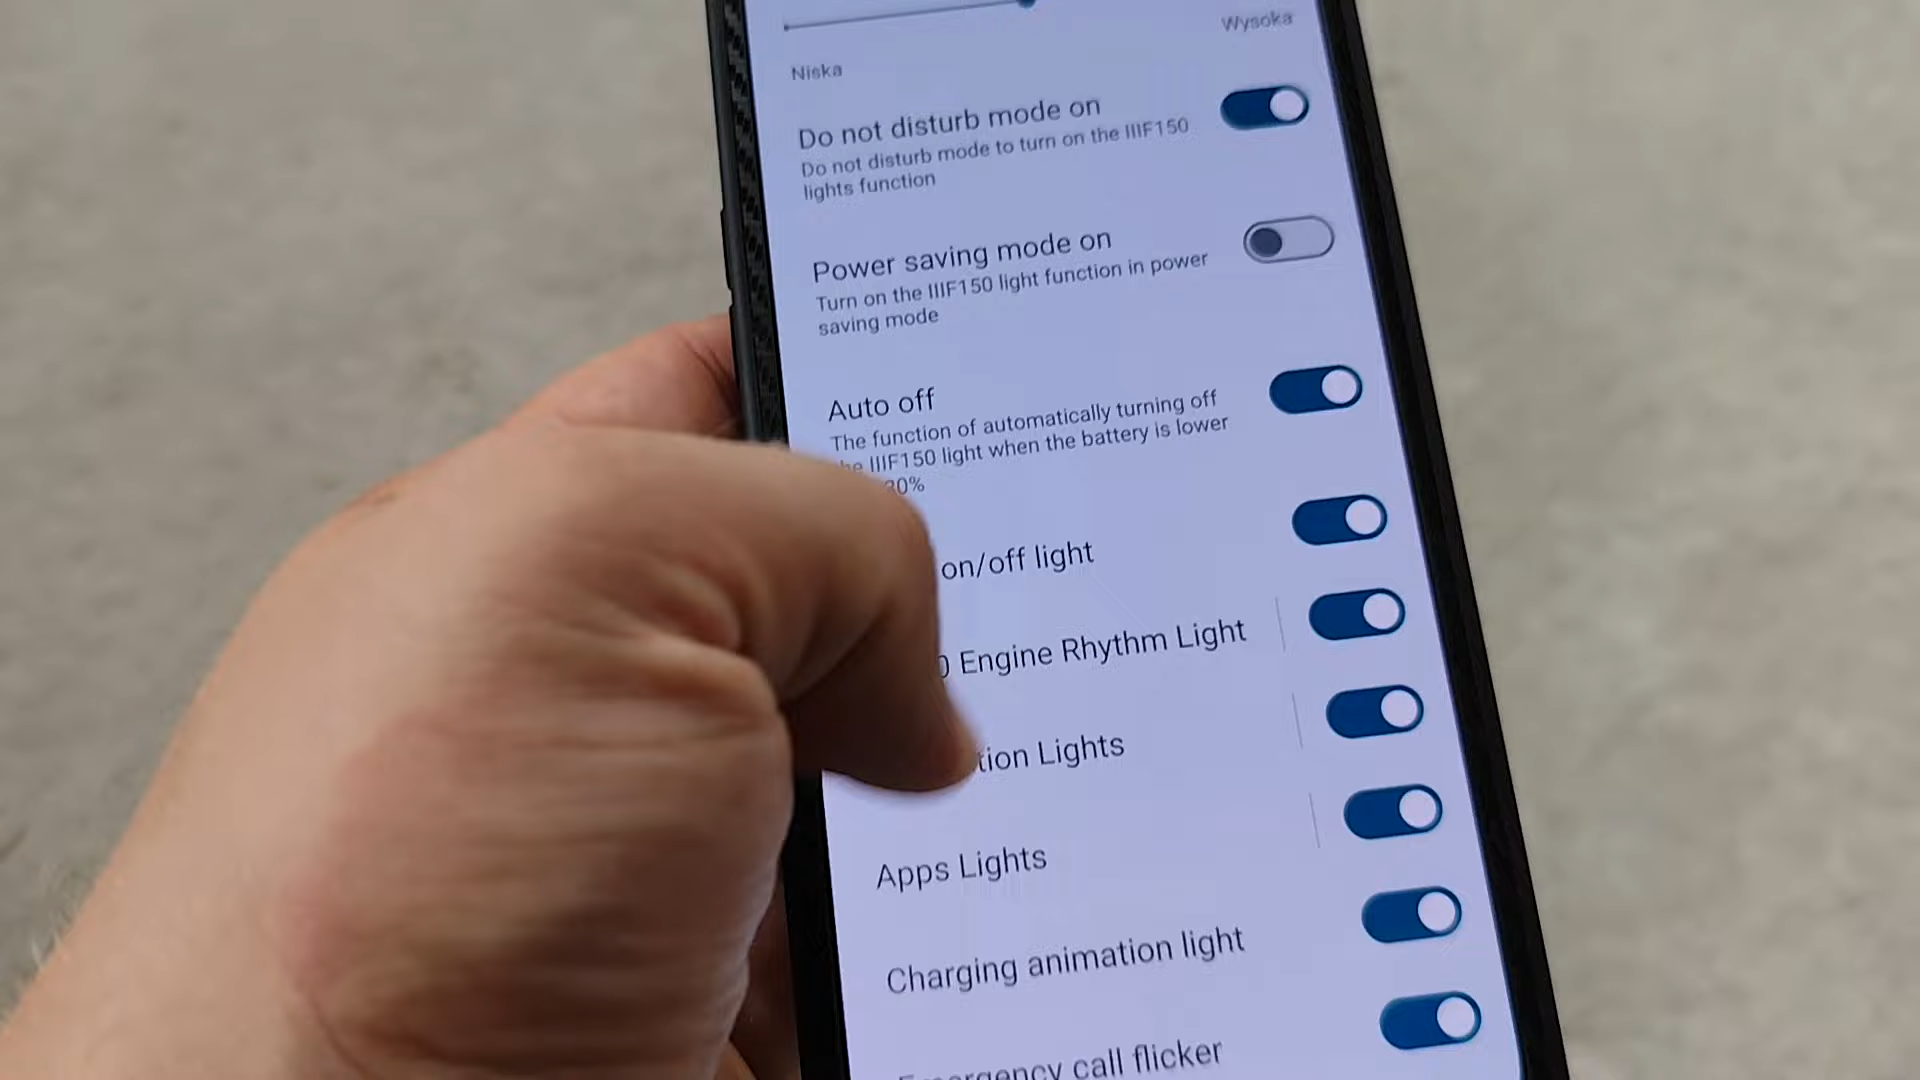 Wysoka
Niska
Do not disturb mode on
Do not disturb mode to turn on the IIIF150
lights function
Power saving mode on
Turn on the IIIF150 light function in power
saving mode
Auto off
The function of automatically turning off
IIIF150 light when the battery is lower
on/off light
Engine Rhythm Light
Lights
Apps Lights
Charging animation light
call flicker